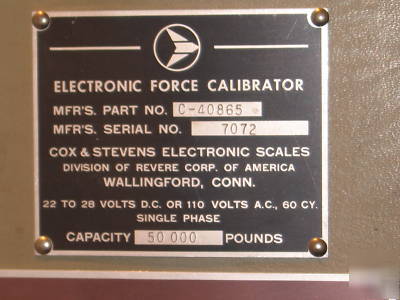 ELECTRONIC FORCE CALIBRATOR
MFR'S. PART NO. C-40865
MFR'S. SERIAL NO. 7072
COX & STEVENS ELECTRONIC SCALES
DIVISION OF REVERE CORP. OF AMERICA
WALLINGFORD, CONN.
22 TO 28 VOLTS D.C. OR 110 VOLTS A.C., 60 CY.
SINGLE PHASE
CAPACITY 50 000 POUNDS